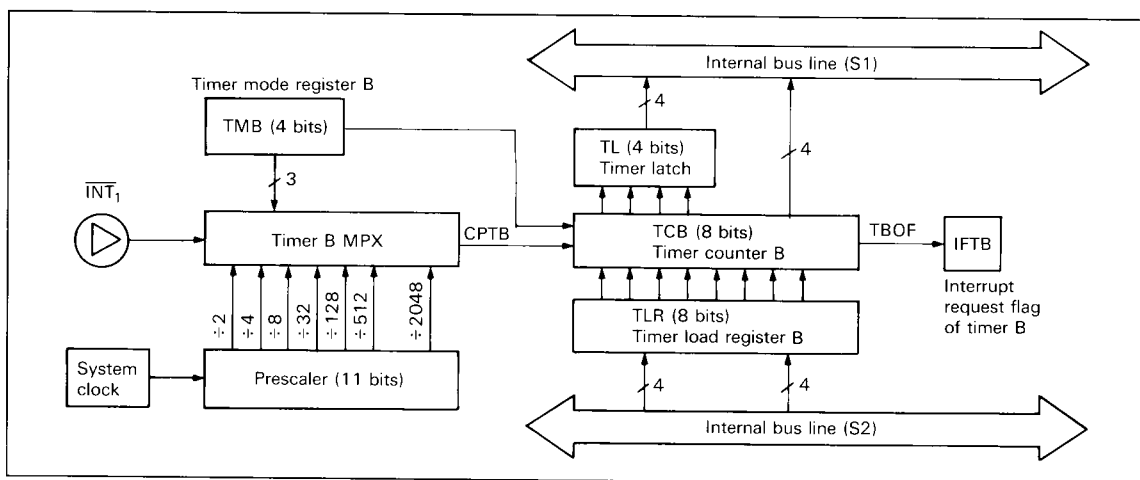 Internal bus line (S1)
Timer mode register B
TMB (4 bits)
4
TL (4 bits)
Timer latch
4
3
INT1
Timer B MPX
CPTB
TCB (8 bits)
Timer counter B
TBOF
IFTB
Interrupt
request flag
of timer B
÷2
÷4
÷8
÷32
÷128
÷512
÷2048
TLR (8 bits)
Timer load register B
System
clock
Prescaler (11 bits)
4
4
Internal bus line (S2)